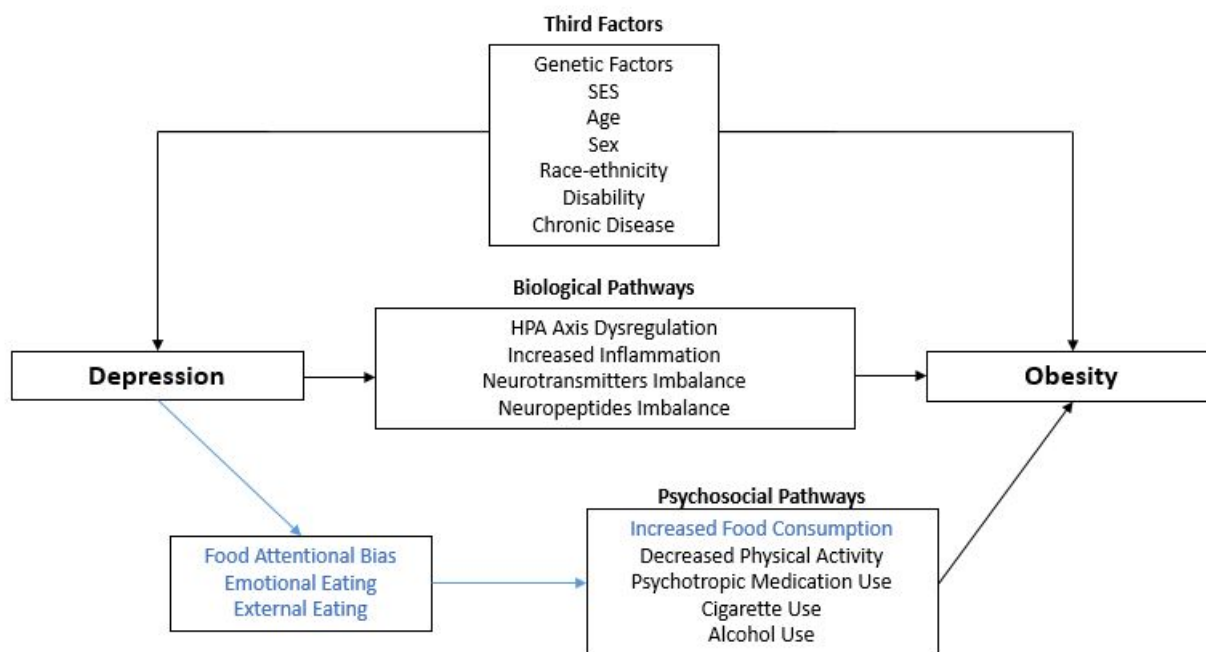 Third Factors
Genetic Factors
SES
Age
Sex
Race-ethnicity
Disability
Chronic Disease
Biological Pathways
HPA Axis Dysregulation
Increased Inflammation
Neurotransmitters Imbalance
Neuropeptides Imbalance
Depression
Obesity
Psychosocial Pathways
Increased Food Consumption
Decreased Physical Activity
Psychotropic Medication Use
Cigarette Use
Alcohol Use
Food Attentional Bias
Emotional Eating
External Eating